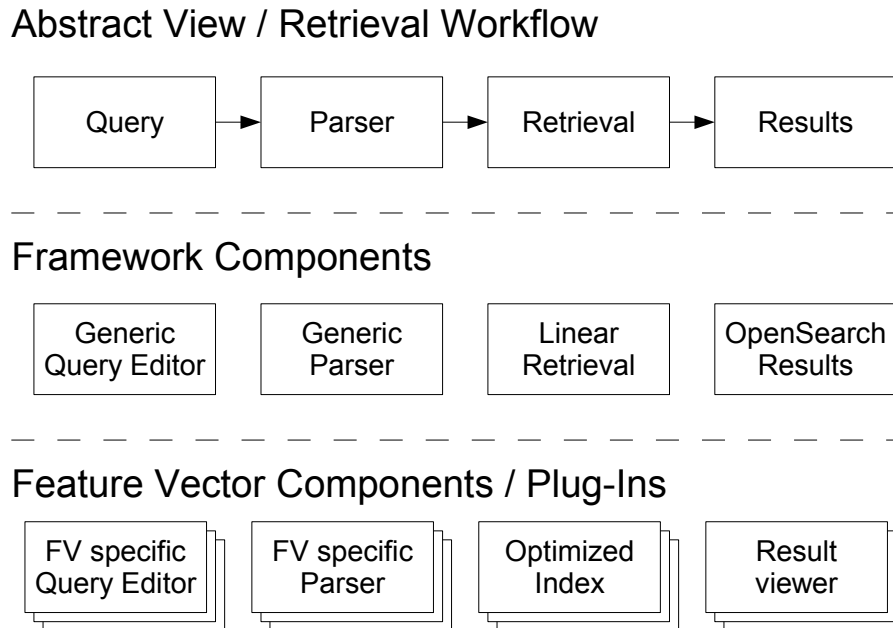 Abstract View / Retrieval Workflow
Query
Parser
Retrieval
Results
Framework Components
Generic
Query Editor
Generic
Parser
Linear
Retrieval
OpenSearch
Results
Feature Vector Components / Plug-Ins
FV specific
Query Editor
FV specific
Parser
Optimized
Index
Result
viewer